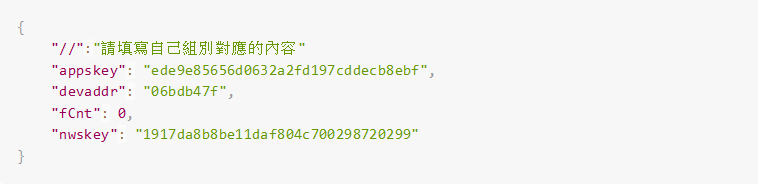 {
"//":"請填寫自己組別對應的內容"
"appskey": "ede9e85656d0632a2fd197cddecb8ebf",
"devaddr": "06bdb47f",
"fCnt": 0,
"nwskey": "1917da8b8be11daf804c700298720299"
}